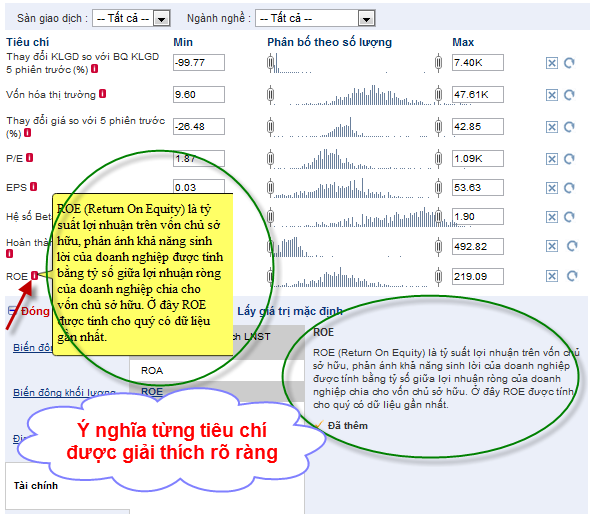 Sàn giao dịch : -- Tất cả -- Ngành nghề : -- Tất cả --
Tiêu chí Min Phân bố theo số lượng Max
Thay đổi KLGD so với BQ KLGD
5 phiên trước (%) -99.77 7.40K
Vốn hóa thị trường 9.60 47.61K
Thay đổi giá so với 5 phiên trước
(%) -26.48 42.85
P/E 1.87 1.09K
EPS 0.03 53.63
Hệ số Beta 1.90
Hoàn thàn 492.82
ROE 219.09
ROE (Return On Equity) là tỷ
suất lợi nhuận trên vốn chủ sở
hữu, phản ánh khả năng sinh
lời của doanh nghiệp được tính
bằng tỷ số giữa lợi nhuận ròng
của doanh nghiệp chia cho
vốn chủ sở hữu. Ở đây ROE
được tính cho quý có dữ liệu
gần nhất.
Đóng Lấy giá trị mặc định
Biến độn ch LNST
ROA
Biến động khối lượng ROE
Tài chính
ROE
ROE (Return On Equity) là tỷ suất lợi nhuận trên vốn chủ
sở hữu, phản ánh khả năng sinh lời của doanh nghiệp
được tính bằng tỷ số giữa lợi nhuận ròng của doanh
nghiệp chia cho vốn chủ sở hữu. Ở đây ROE được tính
cho quý có dữ liệu gần nhất.
Đã thêm
Ý nghĩa từng tiêu chí
được giải thích rõ ràng